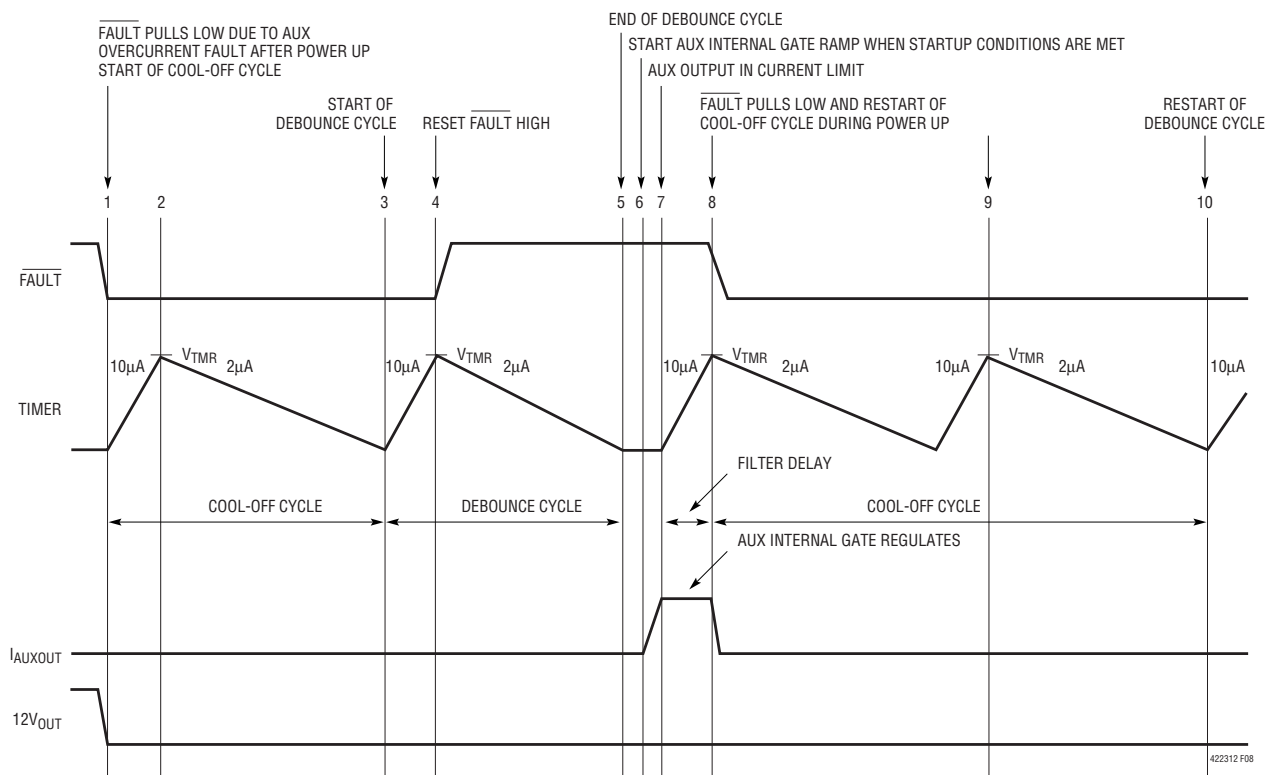 FAULT PULLS LOW DUE TO AUX
OVERCURRENT FAULT AFTER POWER UP
START OF COOL-OFF CYCLE
START OF
DEBOUNCE CYCLE
RESET FAULT HIGH
END OF DEBOUNCE CYCLE
START AUX INTERNAL GATE RAMP WHEN STARTUP CONDITIONS ARE MET
AUX OUTPUT IN CURRENT LIMIT
FAULT PULLS LOW AND RESTART OF
COOL-OFF CYCLE DURING POWER UP
RESTART OF
DEBOUNCE CYCLE
1 2 3 4 5 6 7 8 9 10
FAULT
TIMER
10µA VTMR 2µA 10µA VTMR 2µA 10µA VTMR 2µA 10µA VTMR 2µA 10µA
FILTER DELAY
COOL-OFF CYCLE DEBOUNCE CYCLE COOL-OFF CYCLE
AUX INTERNAL GATE REGULATES
IAUXOUT
12VOUT
422312 F08